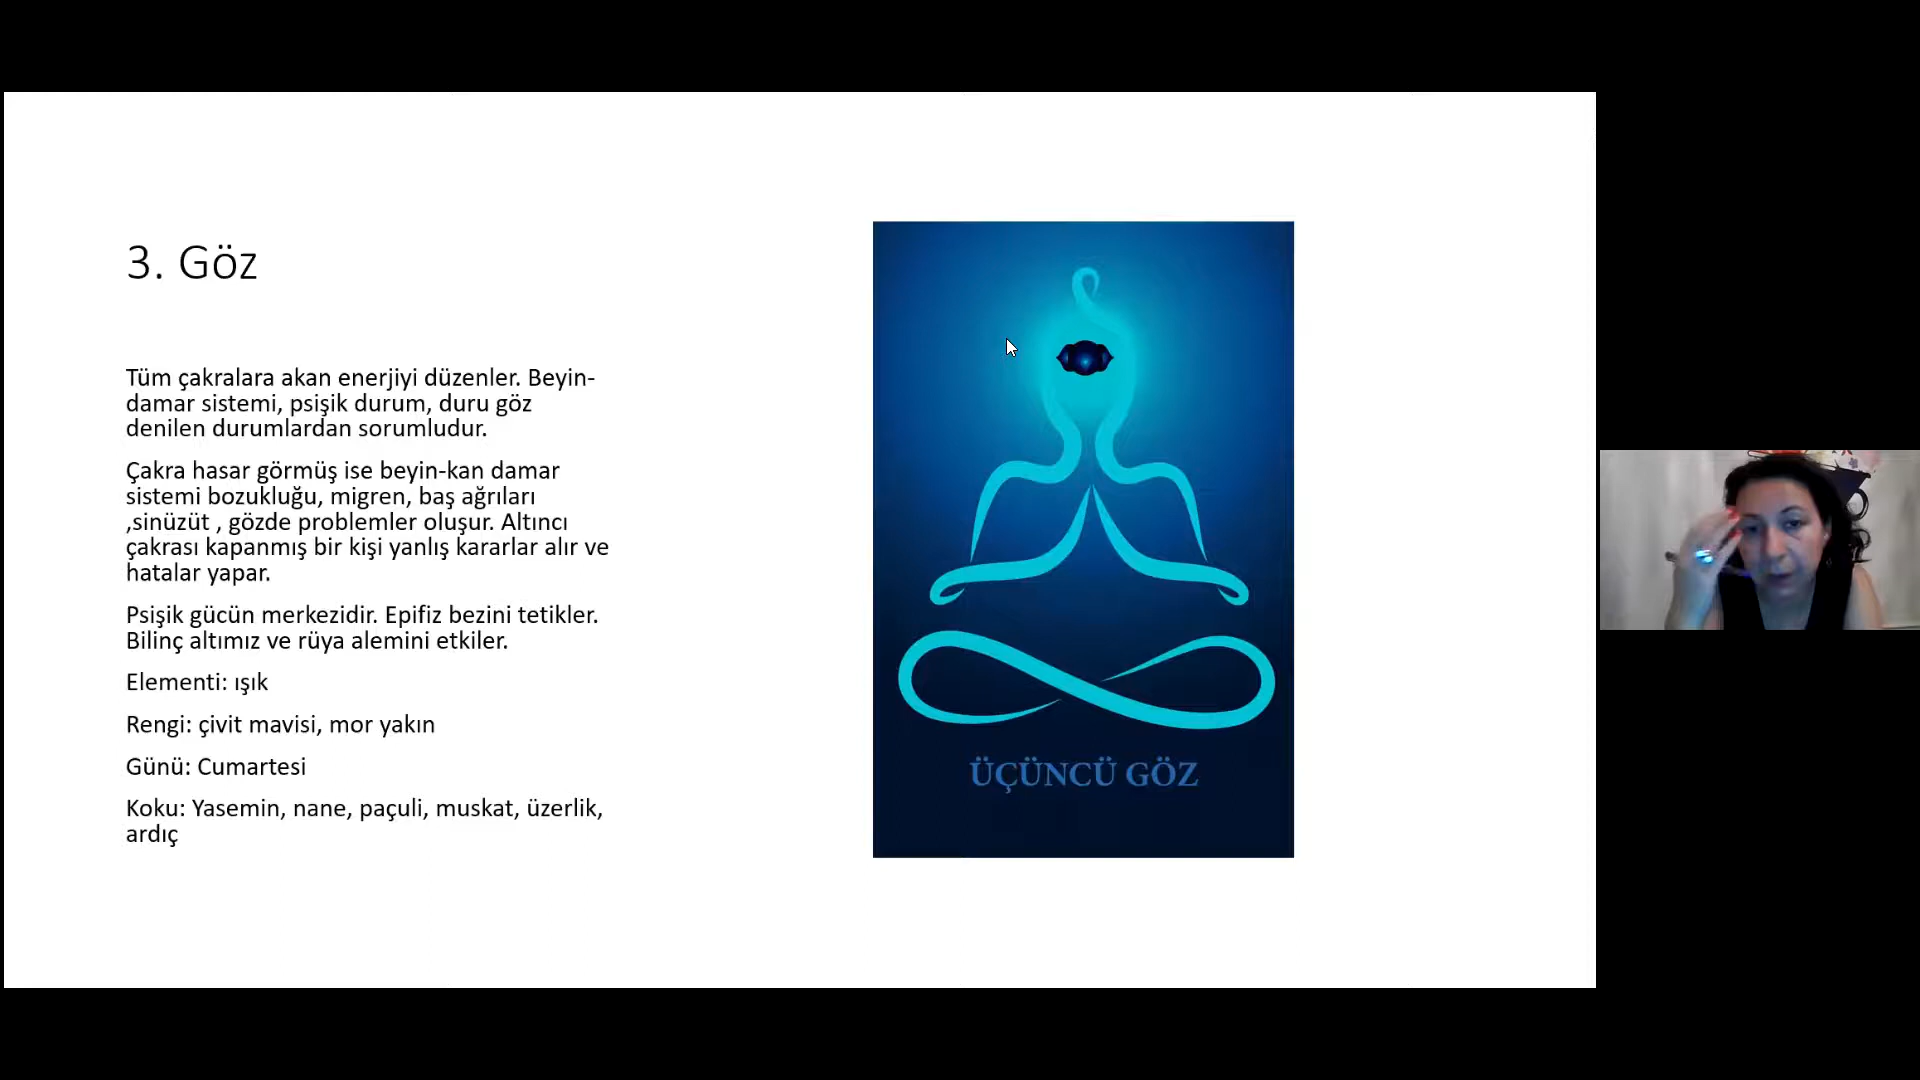 3. Göz
Tüm çakralara akan enerjiyi düzenler. Beyin-
damar sistemi, psişik durum, duru göz
denilen durumlardan sorumludur.
Çakra hasar görmüş ise beyin-kan damar
sistemi bozukluğu, migren, baş ağrıları
,sinüzüt , gözde problemler oluşur. Altıncı
çakrası kapanmış bir kişi yanlış kararlar alır ve
hatalar yapar.
Psişik gücün merkezidir. Epifiz bezini tetikler.
Bilinç altımız ve rüya alemini etkiler.
Elementi: ışık
Rengi: çivit mavisi, mor yakın
Günü: Cumartesi
Koku: Yasemin, nane, paçuli, muskat, üzerlik,
ardıç
ÜÇÜNCÜ GÖZ